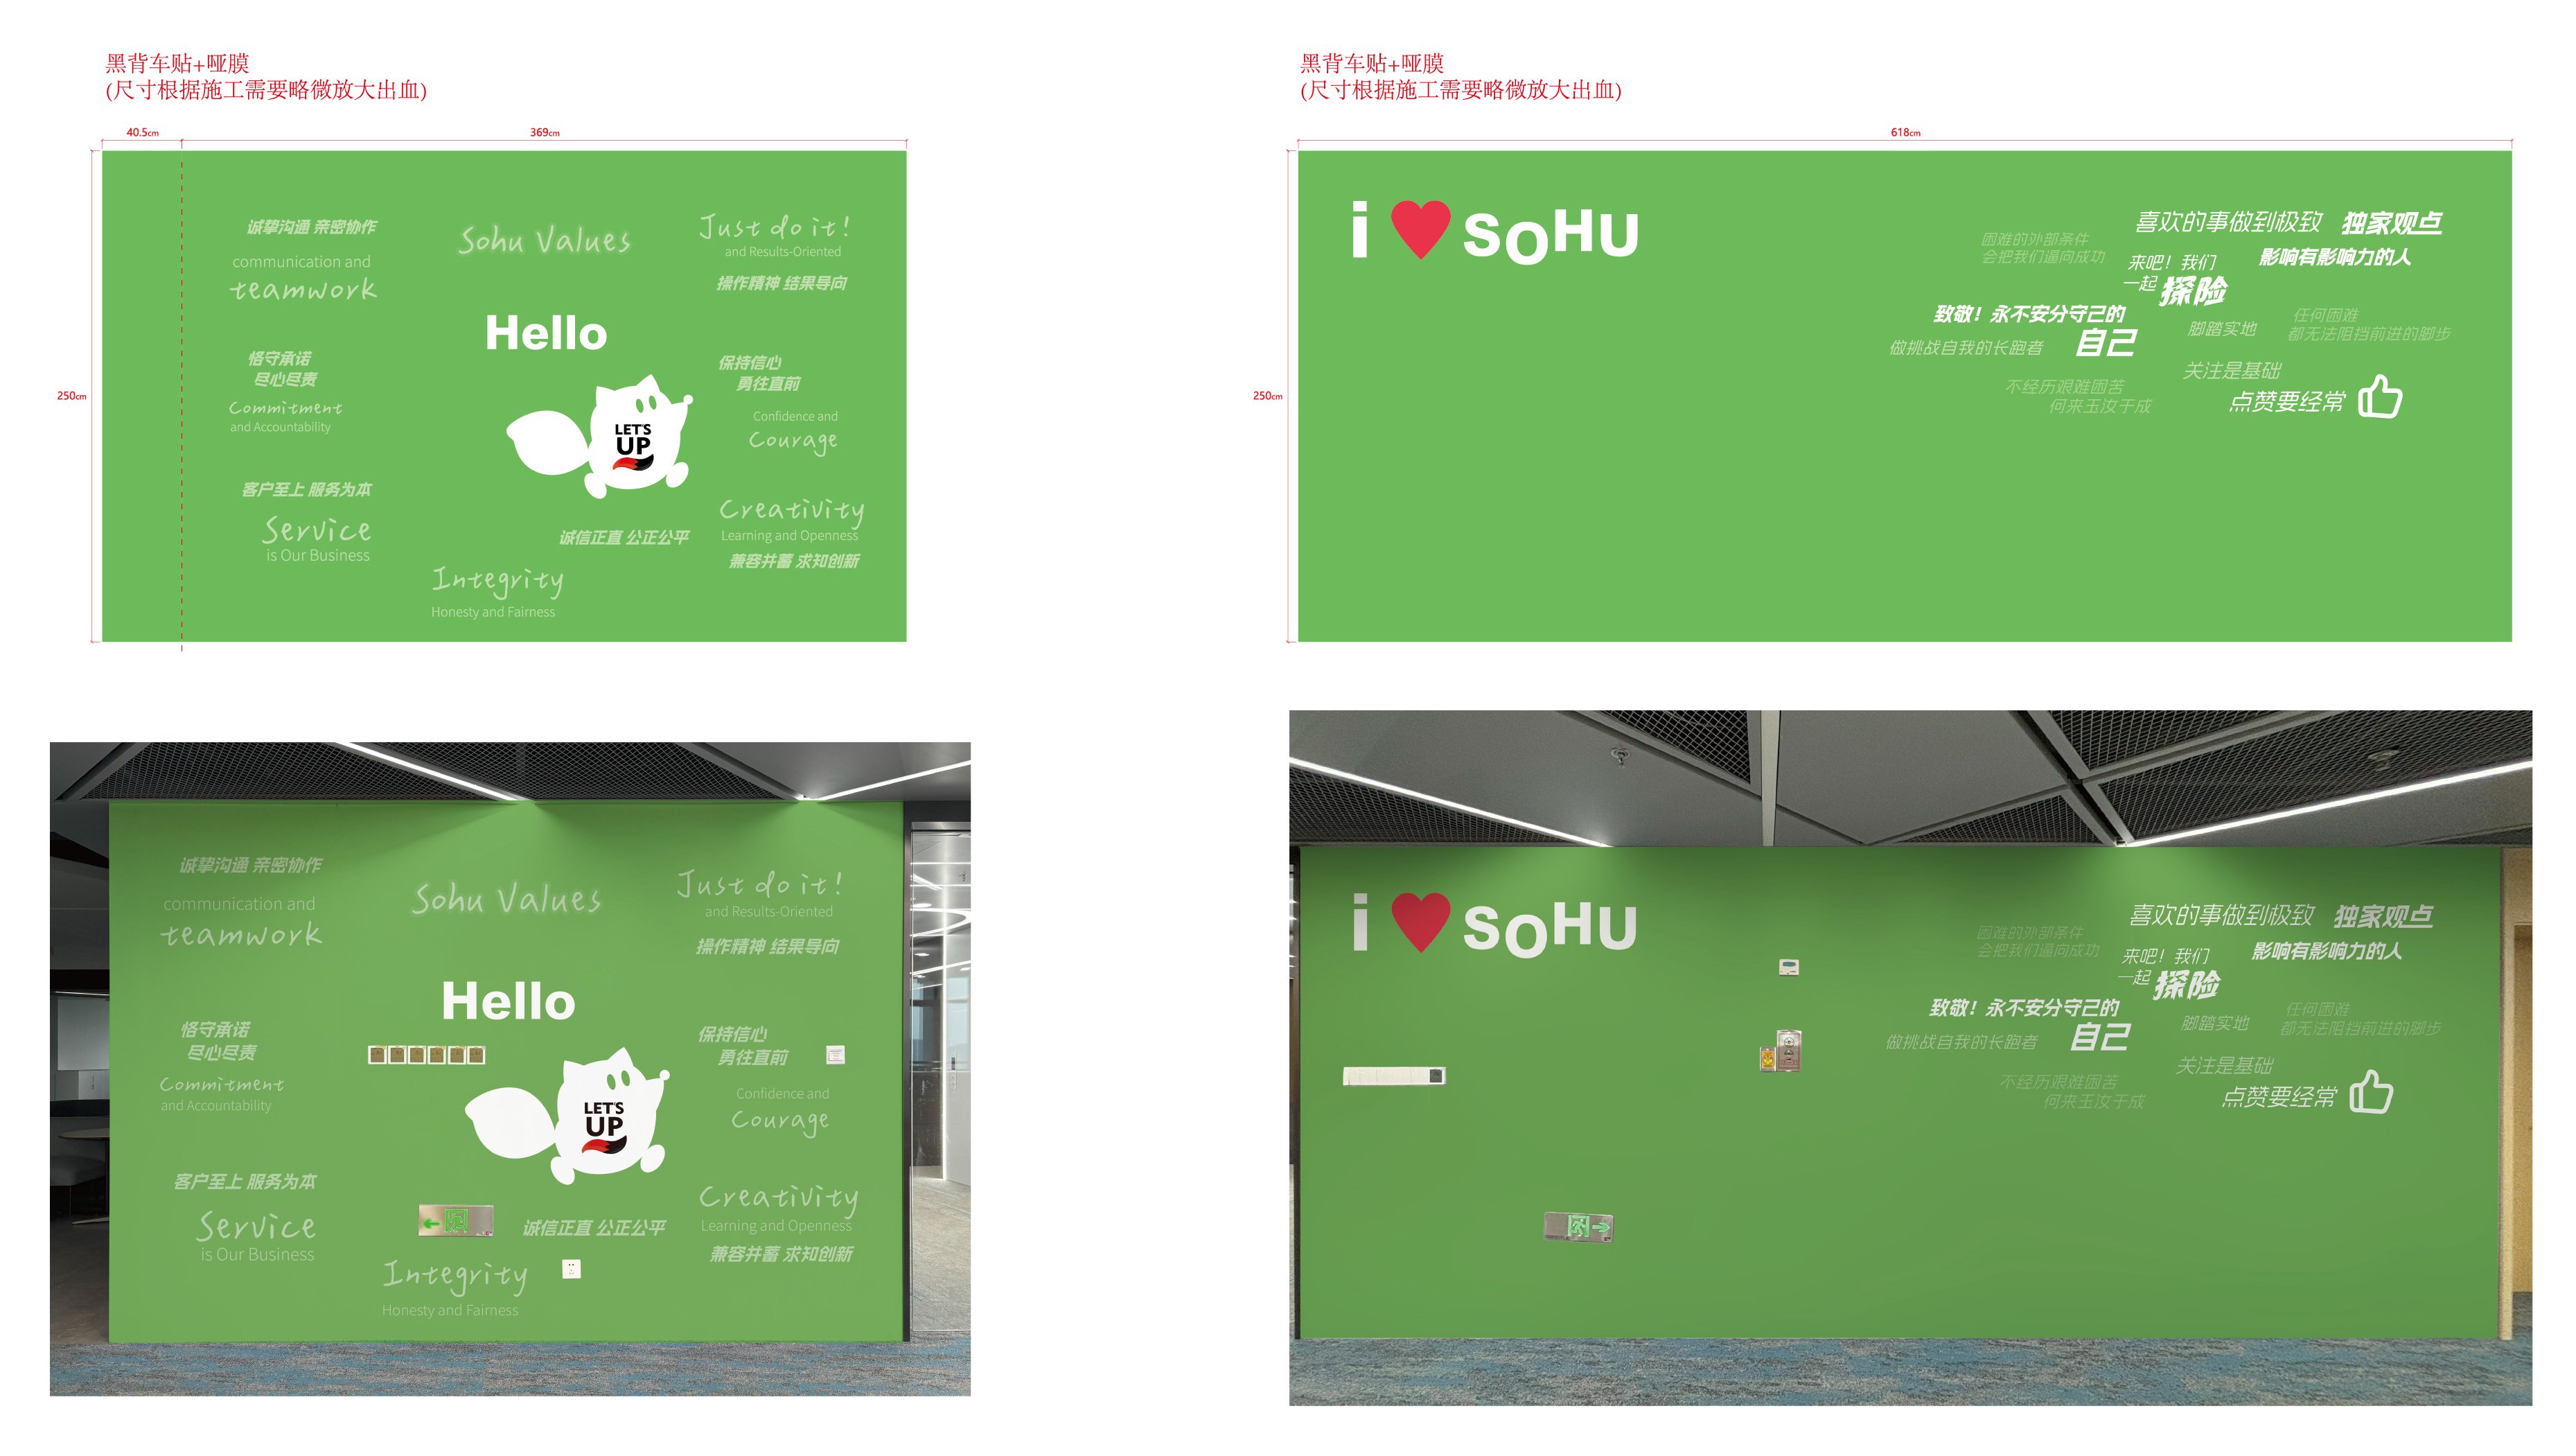 黑背车贴+哑膜
(尺寸根据施工需要略微放大出血)
40.5cm
369cm
250cm
诚挚沟通 亲密协作
communication and
teamwork
Sohu Values
Just do it!
and Results-Oriented
操作精神 结果导向
Hello
恪守承诺
尽心尽责
Commitment
and Accountability
LET'S
UP
保持信心
勇往直前
Confidence and
Courage
客户至上 服务为本
Service
is Our Business
诚信正直 公正公平
Integrity
Honesty and Fairness
Creativity
Learning and Openness
兼容并蓄 求知创新
黑背车贴+哑膜
(尺寸根据施工需要略微放大出血)
618cm
250cm
i SOHU
喜欢的事做到极致 独家观点
困难的外部条件
会把我们逼向成功
影响有影响力的人
来吧！我们
一起 探险
致敬！永不安分守己的
自己
脚踏实地
任何困难
都无法阻挡前进的脚步
做挑战自我的长跑者
关注是基础
点赞要经常
不经历艰难困苦
何来玉汝于成
诚挚沟通 亲密协作
communication and
teamwork
Sohu Values
Just do it!
and Results-Oriented
操作精神 结果导向
Hello
恪守承诺
尽心尽责
Commitment
and Accountability
LET'S
UP
保持信心
勇往直前
Confidence and
Courage
客户至上 服务为本
Service
is Our Business
诚信正直 公正公平
Integrity
Honesty and Fairness
Creativity
Learning and Openness
兼容并蓄 求知创新
i SOHU
喜欢的事做到极致 独家观点
困难的外部条件
会把我们逼向成功
影响有影响力的人
来吧！我们
一起 探险
致敬！永不安分守己的
自己
脚踏实地
任何困难
都无法阻挡前进的脚步
做挑战自我的长跑者
关注是基础
点赞要经常
不经历艰难困苦
何来玉汝于成